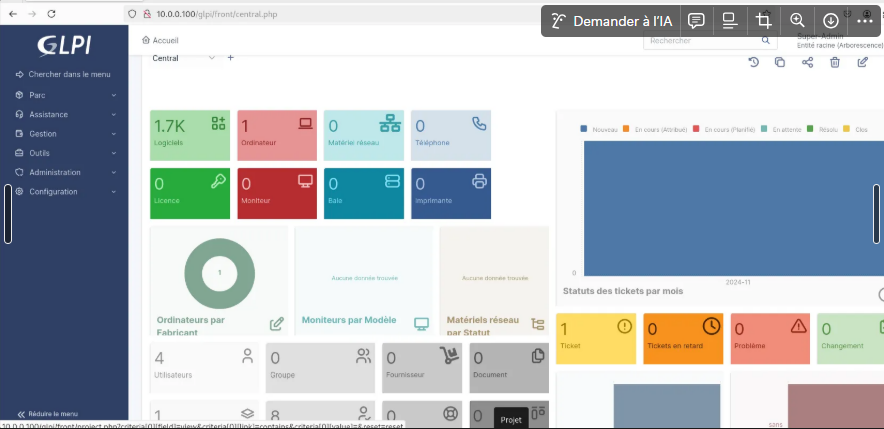 10.0.0.100/glpi/front/central.php
Demander à l'IA
GLPI
Accueil
Rechercher
Super-Admin
Entité racine (Arborescence)
Central
Chercher dans le menu
Parc
Assistance
Gestion
Outils
Administration
Configuration
1.7K
Logiciels
1
Ordinateur
0
Matériel réseau
0
Téléphone
0
Licence
0
Moniteur
0
Baie
0
Imprimante
Nouveau
En cours (Attribué)
En cours (Planifié)
En attente
Résolu
Clos
0
2024-11
Statuts des tickets par mois
1
Aucune donnée trouvée
Aucune donnée trouvée
Ordinateurs par
Fabricant
Moniteurs par Modèle
Matériels réseau
par Statut
1
Ticket
0
Tickets en retard
0
Problème
0
Changement
4
Utilisateurs
0
Groupe
0
Fournisseur
0
Document
1
8
0
0
Projet
sans
Réduire le menu
10.0.0.100/glpi/front/project.php?criteria[0][field]=view&criteria[0][link]=contains&criteria[0][value]=&reset=reset